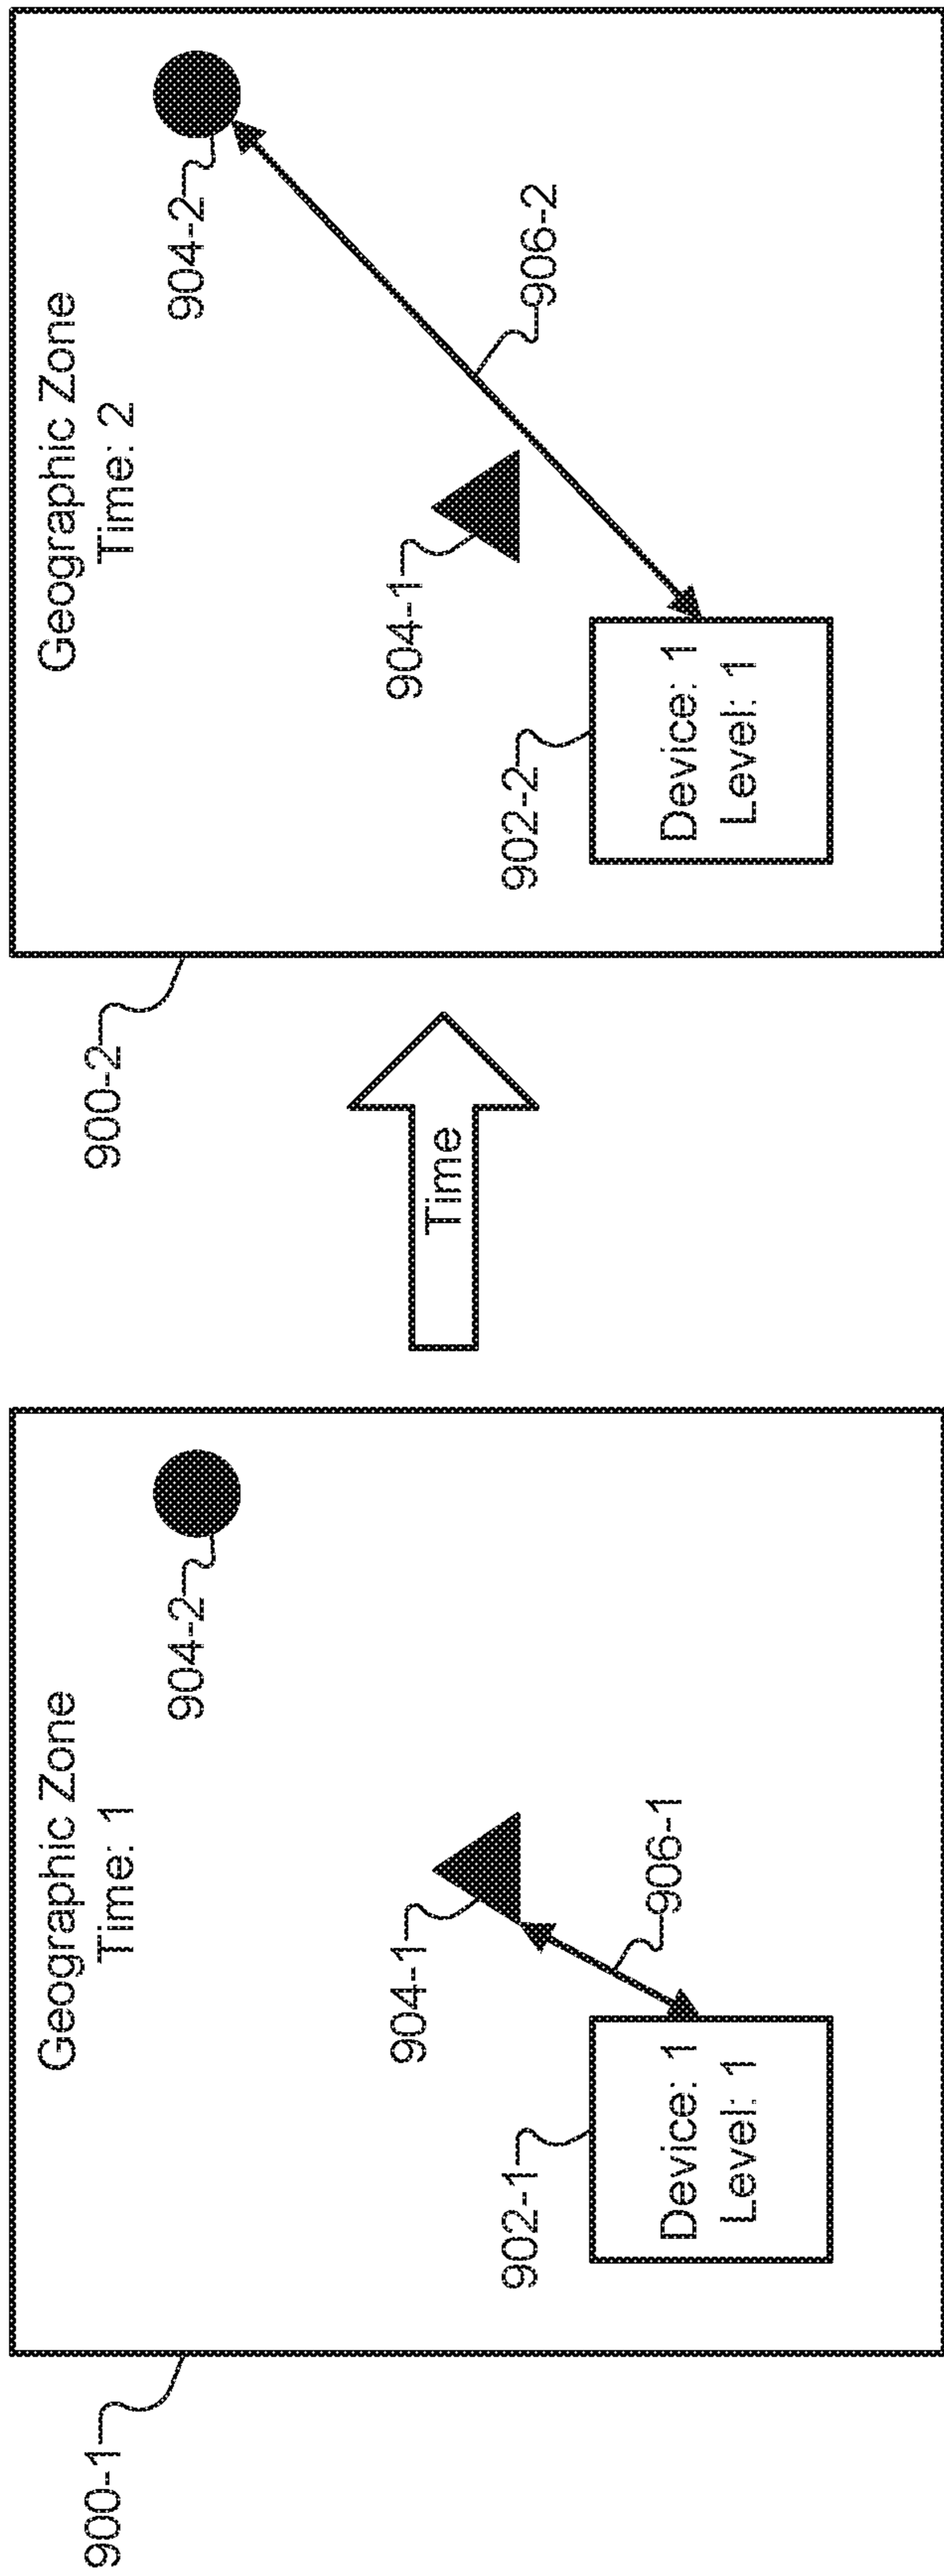 900-1
Geographic Zone
Time: 1
904-2
904-1
906-1
902-1
Device: 1
Level: 1
Time
900-2
Geographic Zone
Time: 2
904-2
904-1
906-2
902-2
Device: 1
Level: 1